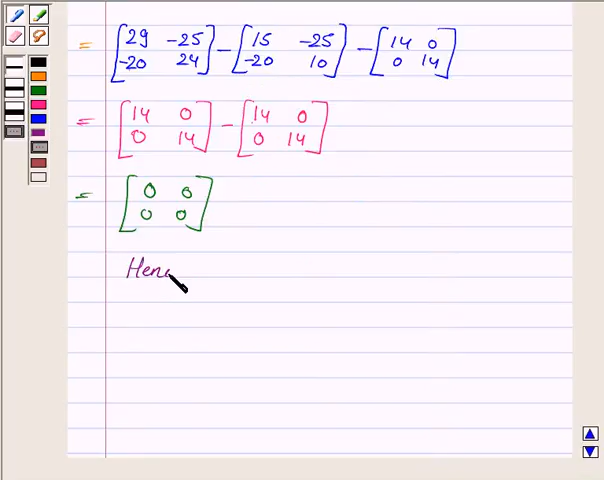 = [29 -25 -20 24] - [15 -25 -20 10] - [14 0 0 14]
= [14 0 0 14] - [14 0 0 14]
= [0 0 0 0]
Henc